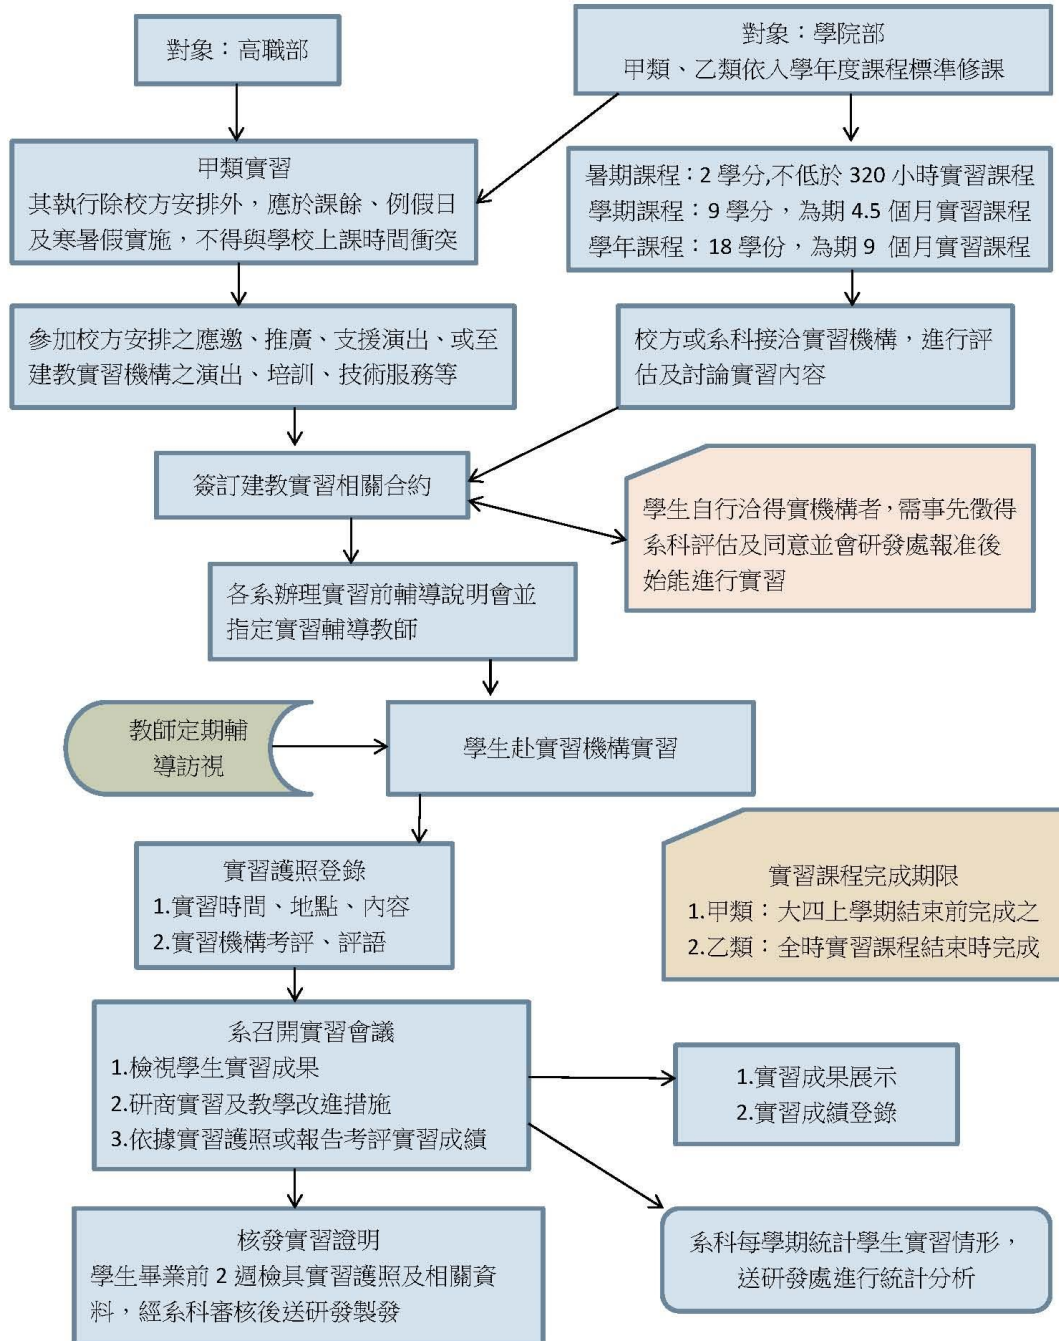 對象：高職部
對象：學院部
甲類、乙類依入學年度課程標準修課
甲類實習
其執行除校方安排外，應於課餘、例假日
及寒暑假實施，不得與學校上課時間衝突
暑期課程：2 學分,不低於 320 小時實習課程
學期課程：9 學分，為期 4.5 個月實習課程
學年課程：18 學份，為期 9 個月實習課程
參加校方安排之應邀、推廣、支援演出、或至
建教實習機構之演出、培訓、技術服務等
校方或系科接洽實習機構，進行評
估及討論實習內容
簽訂建教實習相關合約
學生自行洽得實機構者，需事先徵得
系科評估及同意並會研發處報准後
始能進行實習
各系辦理實習前輔導說明會並
指定實習輔導教師
教師定期輔
導訪視
學生赴實習機構實習
實習護照登錄
1.實習時間、地點、內容
2.實習機構考評、評語
實習課程完成期限
1.甲類：大四上學期結束前完成之
2.乙類：全時實習課程結束時完成
系召開實習會議
1.檢視學生實習成果
2.研商實習及教學改進措施
3.依據實習護照或報告考評實習成績
1.實習成果展示
2.實習成績登錄
核發實習證明
學生畢業前 2 週檢具實習護照及相關資
料，經系科審核後送研發製發
系科每學期統計學生實習情形，
送研發處進行統計分析